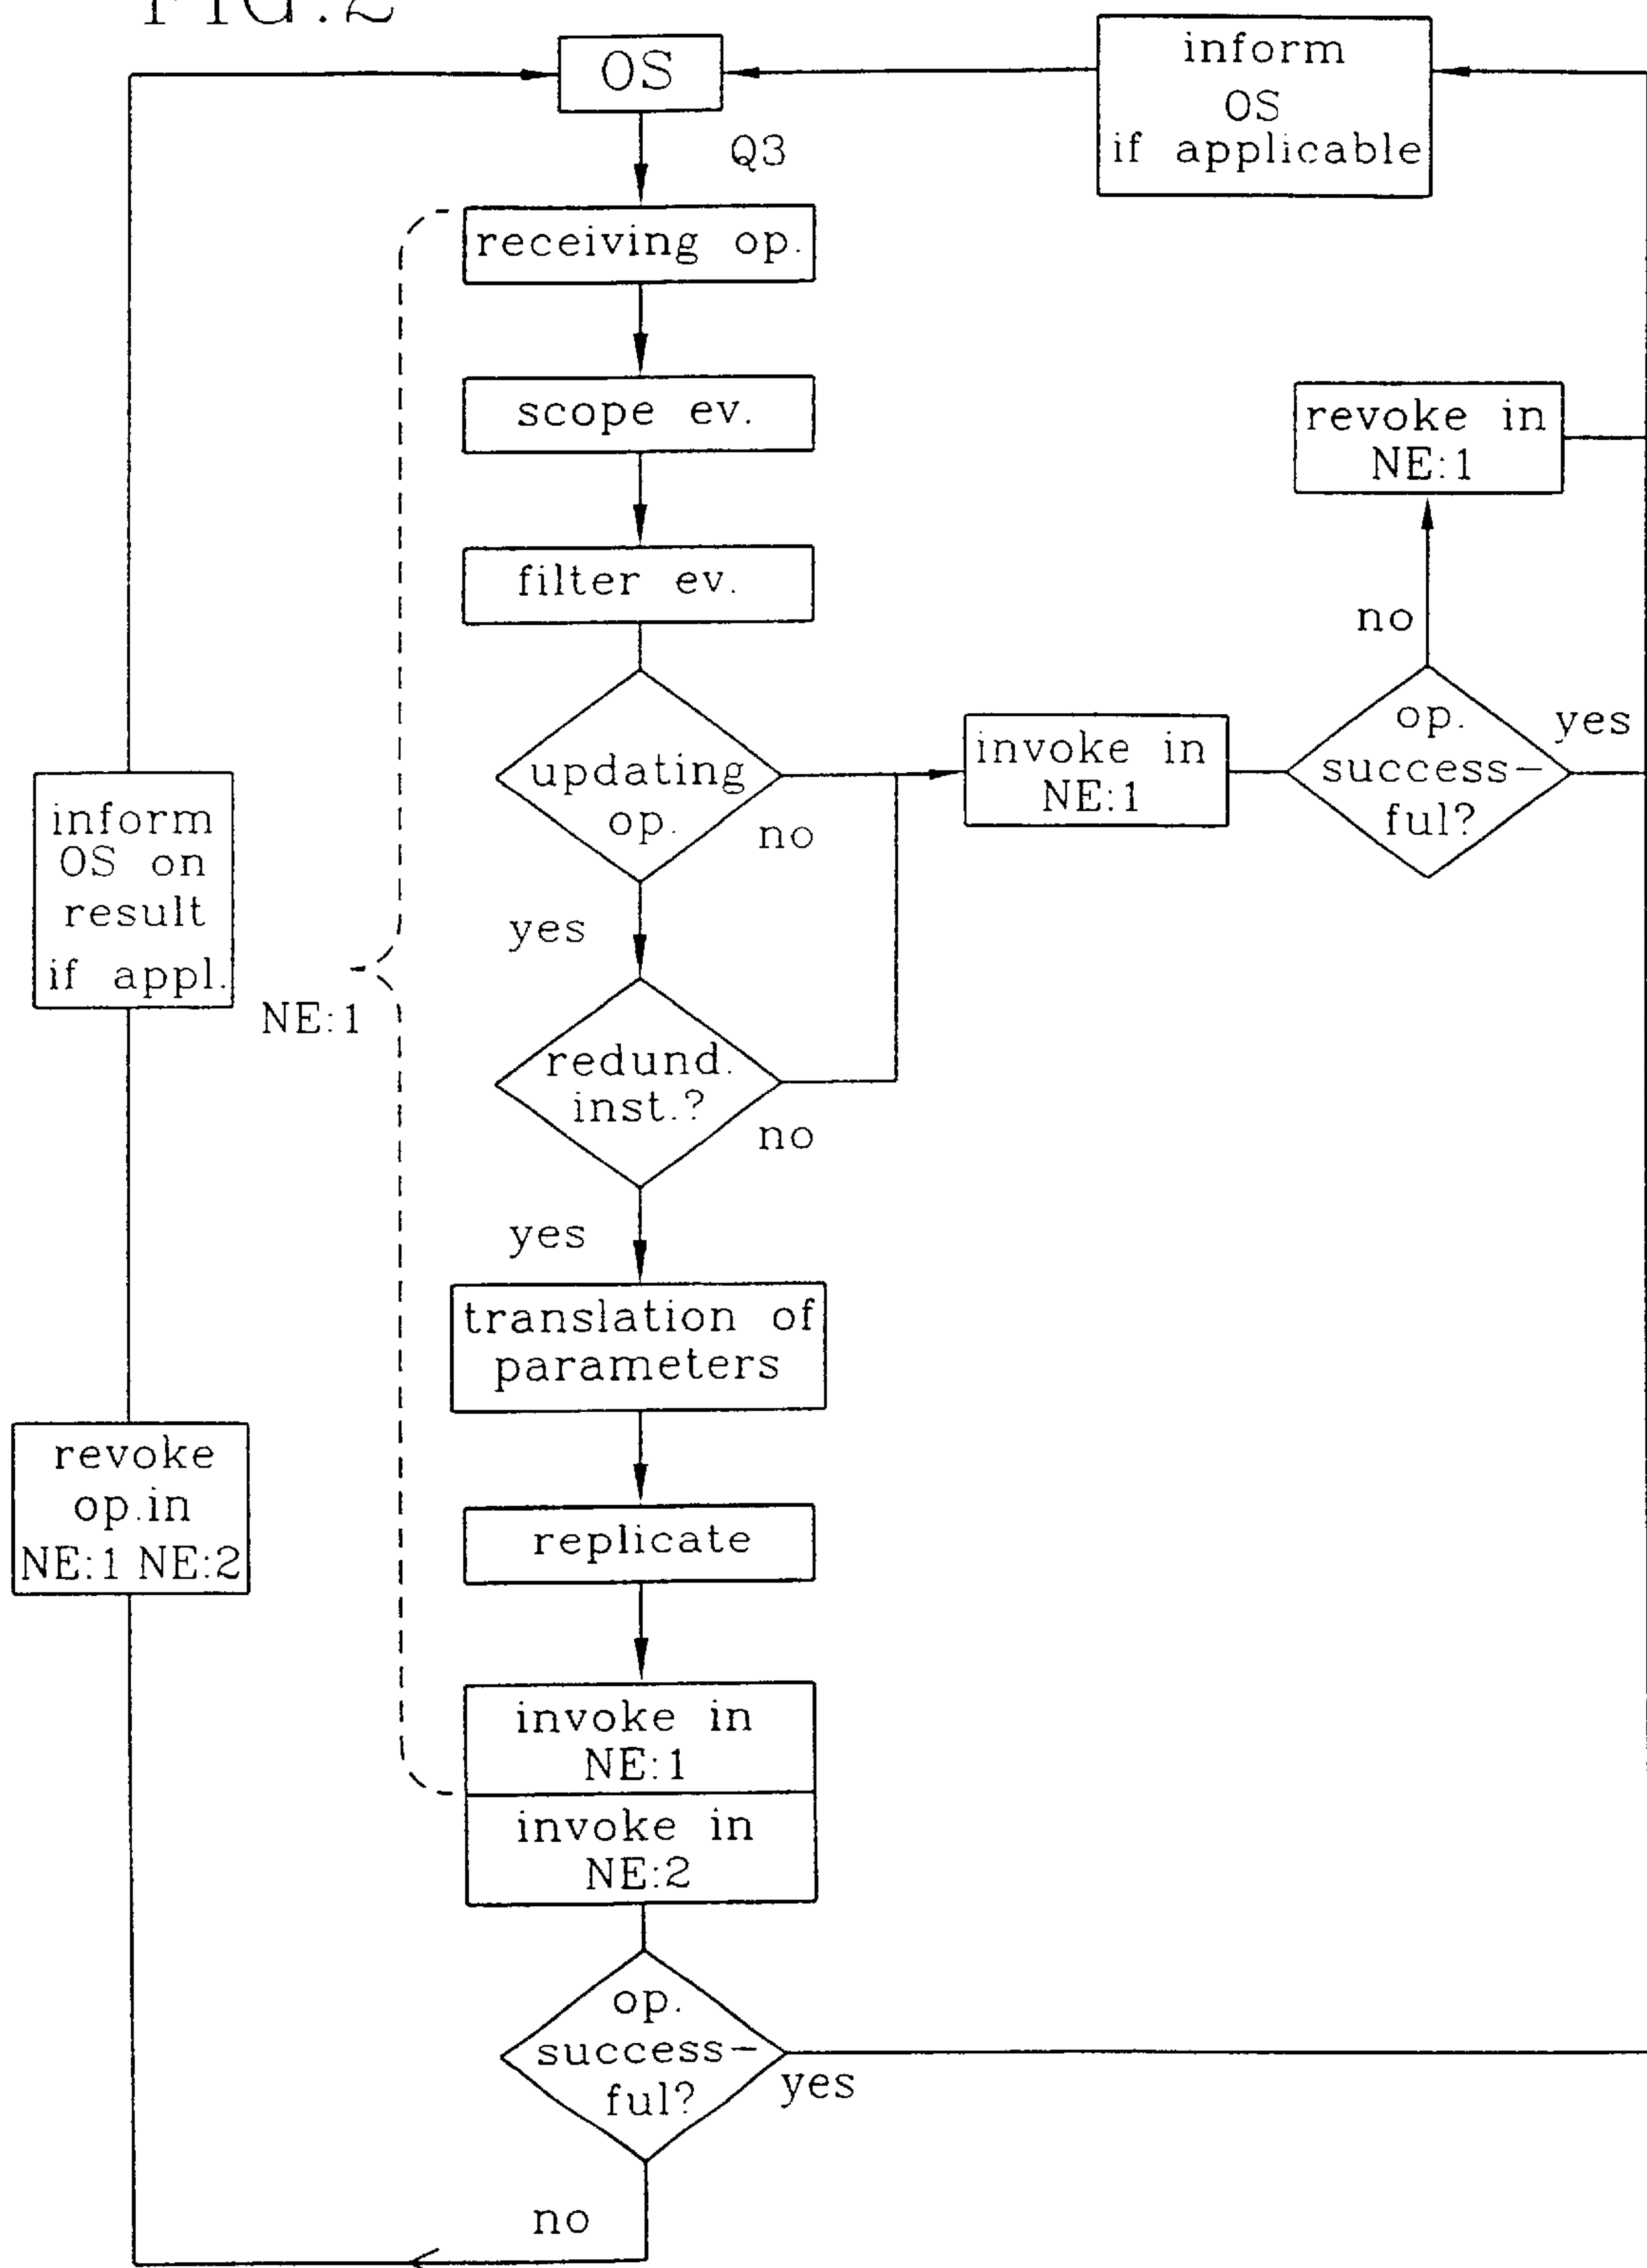 FIG.2
OS
inform
OS
if applicable
Q3
receiving op.
scope ev.
filter ev.
revoke in
NE:1
no
updating
op.
no
yes
invoke in
NE:1
op.
success-
ful?
yes
inform
OS on
result
if appl.
NE:1
redund.
inst.?
no
yes
translation of
parameters
revoke
op.in
NE:1 NE:2
replicate
invoke in
NE:1
invoke in
NE:2
op.
success-
ful?
yes
no